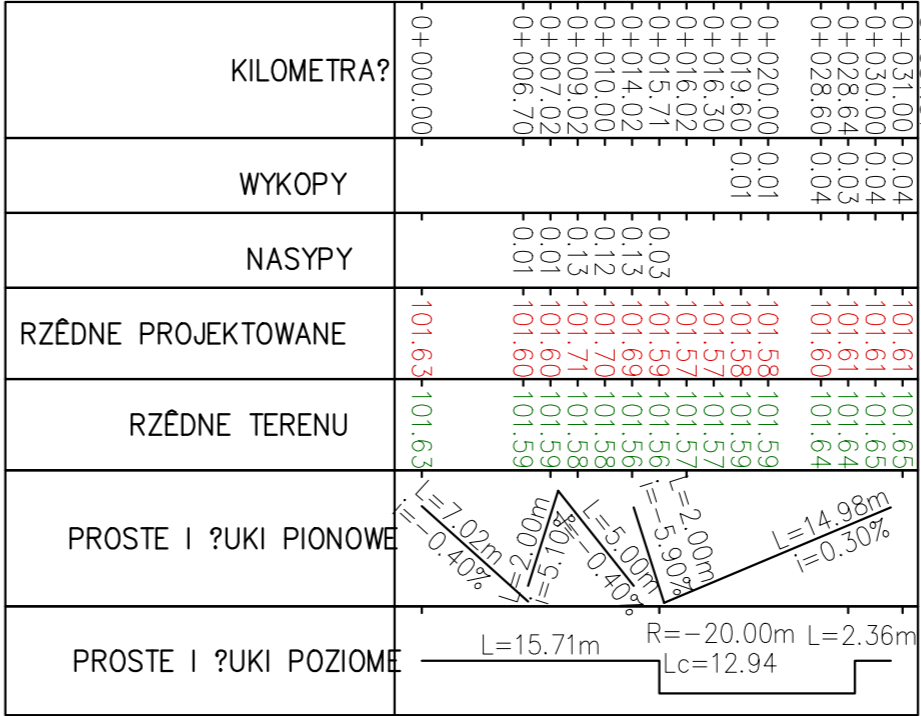 KILOMETRA?
0+000.00
0+006.70
0+007.02
0+009.02
0+010.00
0+014.02
0+015.71
0+016.02
0+016.30
0+019.60
0+020.00
0+028.60
0+028.64
0+030.00
0+031.00
WYKOPY
0.01
0.01
0.04
0.03
0.04
0.04
NASYPY
0.01
0.01
0.13
0.12
0.13
0.03
RZÊDNE PROJEKTOWANE
101.63
101.60
101.60
101.71
101.70
101.69
101.59
101.57
101.57
101.58
101.58
101.60
101.61
101.61
101.61
RZÊDNE TERENU
101.63
101.59
101.59
101.58
101.58
101.56
101.56
101.57
101.57
101.59
101.59
101.64
101.64
101.65
101.65
PROSTE I ?UKI PIONOWE
L=7.02m
i=-0.40%
L=2.00m
i=5.10%
L=5.00m
i=-0.40%
L=2.00m
i=-5.90%
L=14.98m
i=0.30%
PROSTE I ?UKI POZIOME
L=15.71m
R=-20.00m
Lc=12.94
L=2.36m